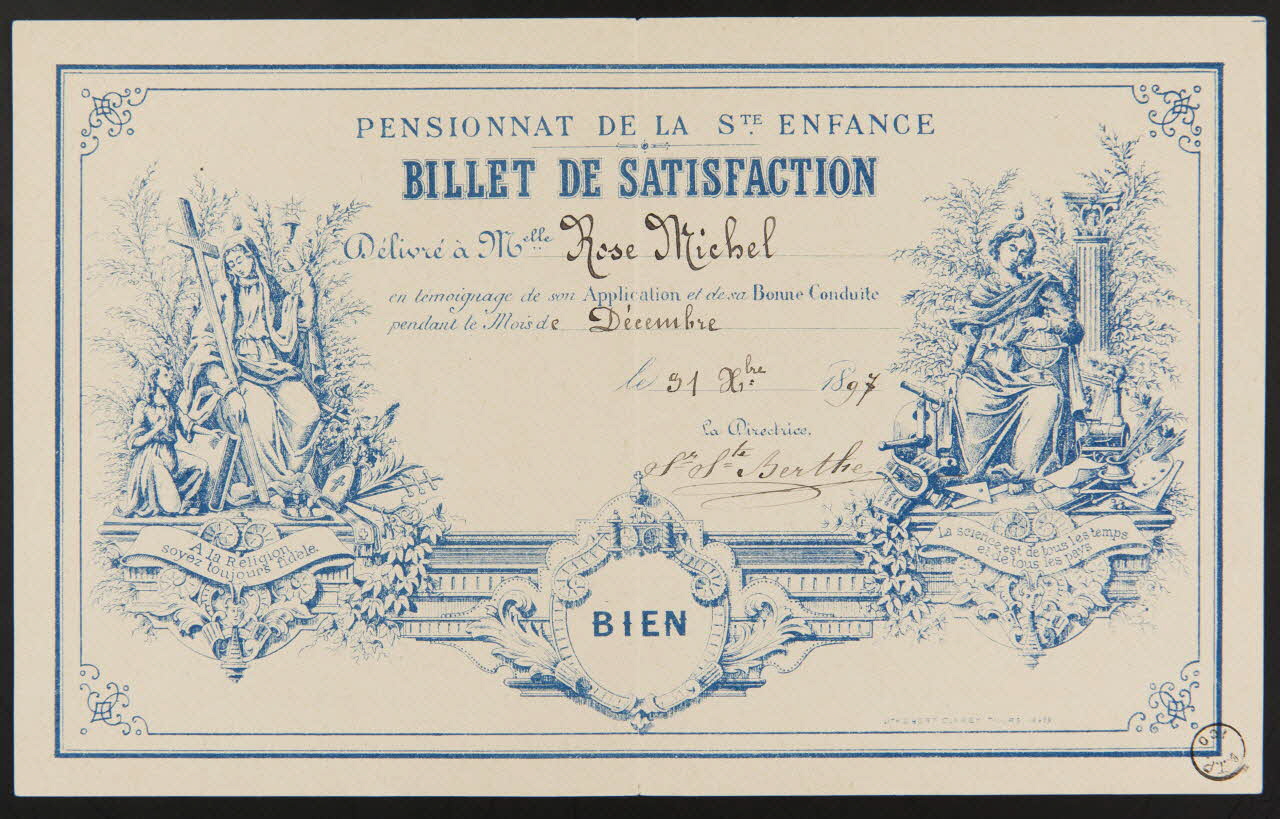 PENSIONNAT DE LA STE ENFANCE
BILLET DE SATISFACTION
Délivré à Melle Rose Michel
en temoignage de son Application et de sa Bonne Conduite
pendant le Mois de Décembre
le 31 Xbre 1897
La Directrice.
Sr Ste Berthe
A la Religion
soyez toujours fidèle.
La science est de tous les temps
et de tous les pays
BIEN